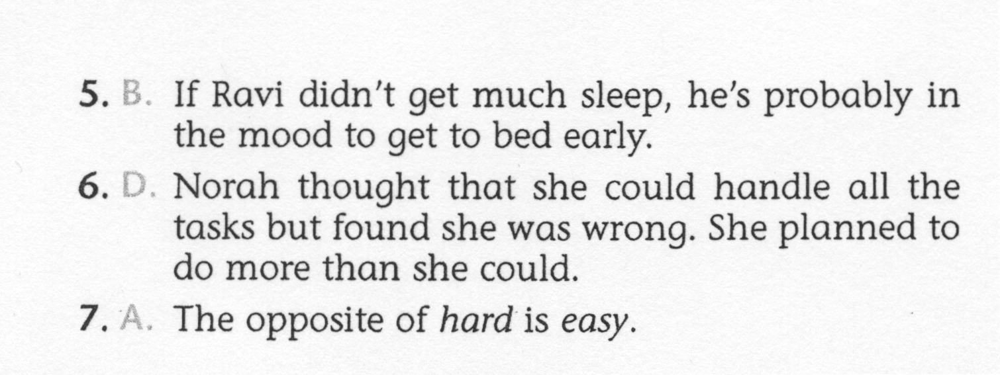 5. B. If Ravi didn't get much sleep, he's probably in
the mood to get to bed early.
6. D. Norah thought that she could handle all the
tasks but found she was wrong. She planned to
do more than she could.
7. A. The opposite of hard is easy.